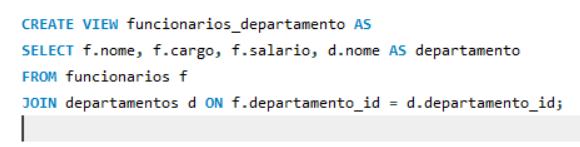 CREATE VIEW funcionarios_departamento AS
SELECT f.nome, f.cargo, f.salario, d.nome AS departamento
FROM funcionarios f
JOIN departamentos d ON f.departamento_id = d.departamento_id;